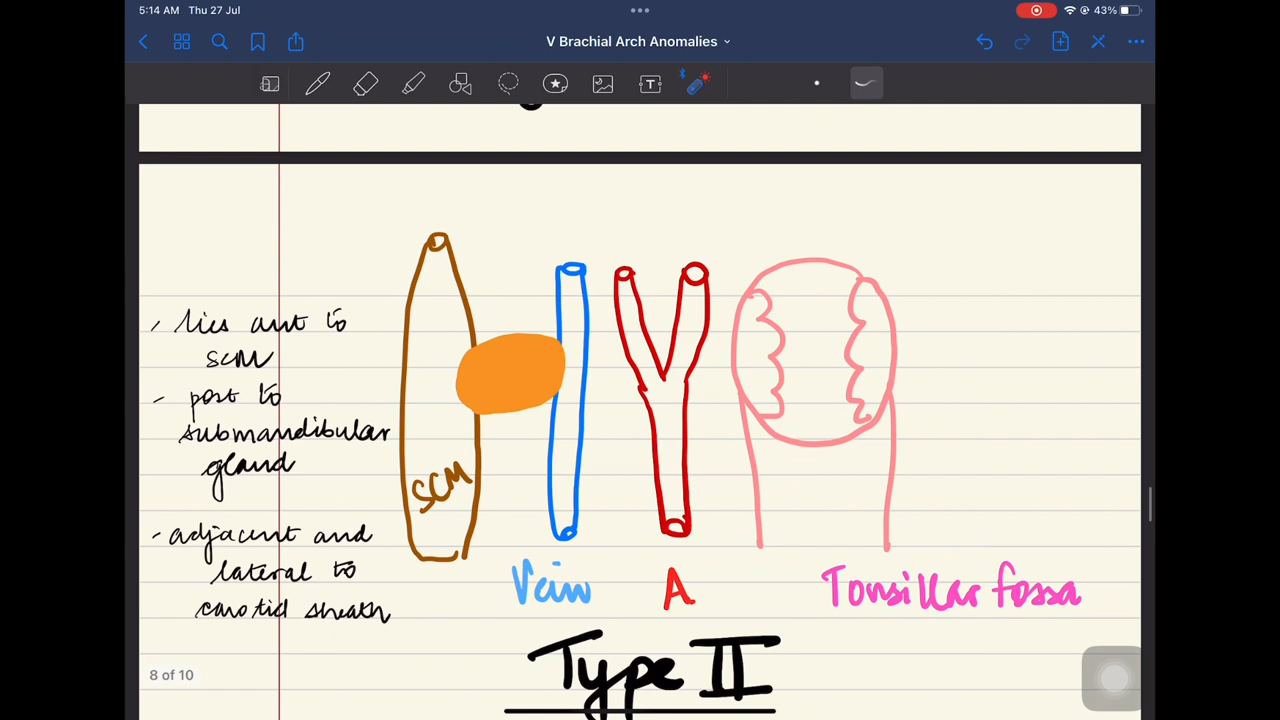 5:14 AM Thu 27 Jul
43%
V Brachial Arch Anomalies
T
, lies ant to
SCM
- post to
submandibular
gland
- adjacent and
lateral to
carotid sheath
SCM
Vein
A
Tonsillar fossa
Type II
8 of 10